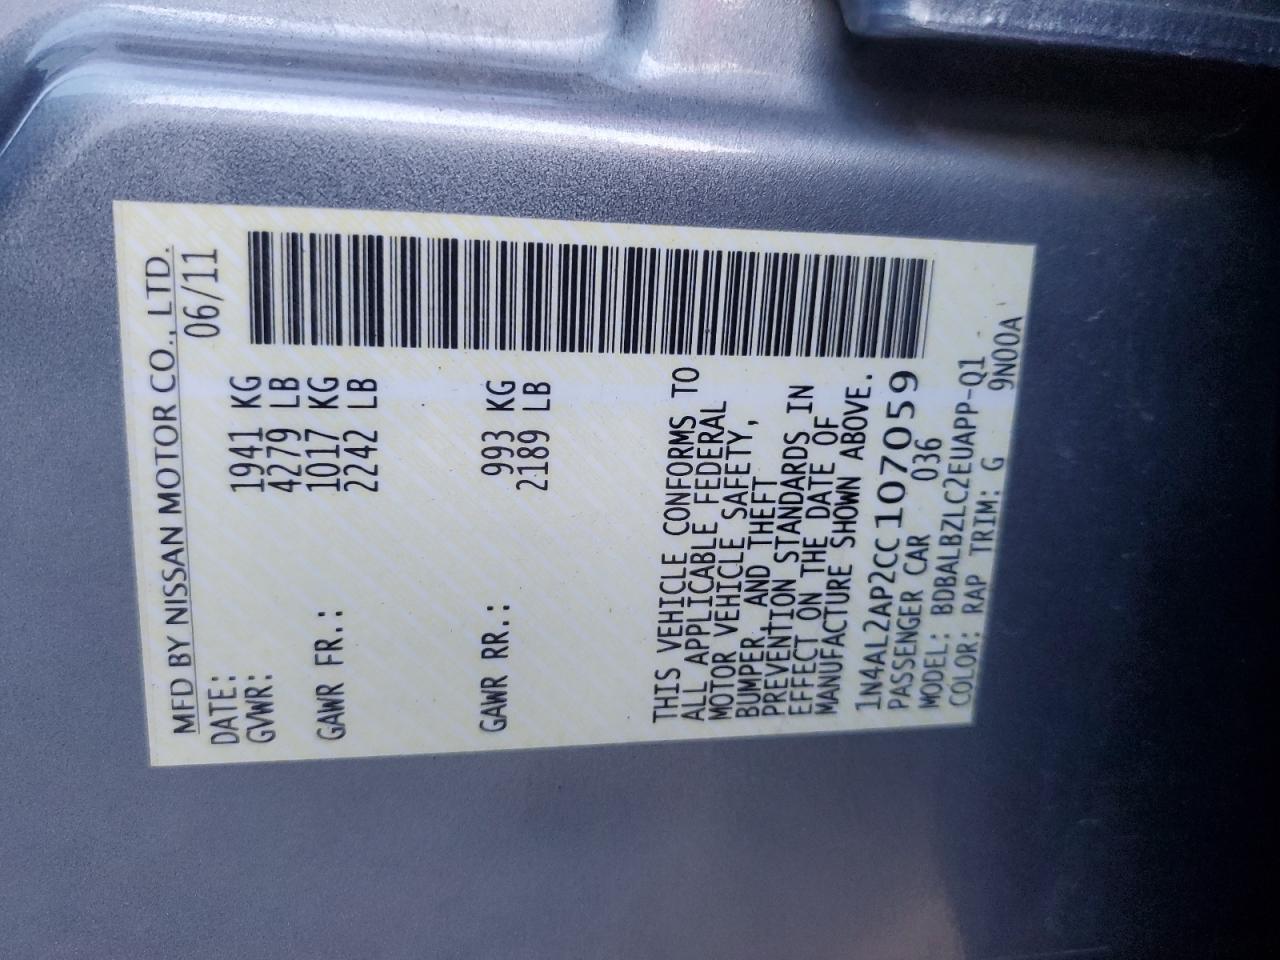 MFD BY NISSAN MOTOR CO., LTD.
DATE: 06/11
GVWR: 1941 KG
4279 LB
GAWR FR.: 1017 KG
2242 LB
GAWR RR.: 993 KG
2189 LB
THIS VEHICLE CONFORMS TO
ALL APPLICABLE FEDERAL
MOTOR VEHICLE SAFETY,
BUMPER, AND THEFT
PREVENTION STANDARDS IN
EFFECT ON THE DATE OF
MANUFACTURE SHOWN ABOVE.
1N4AL2AP2CC107059
PASSENGER CAR 036
MODEL: BDBALBZLC2EUAPP-Q1
COLOR: RAP TRIM: G 9N00A